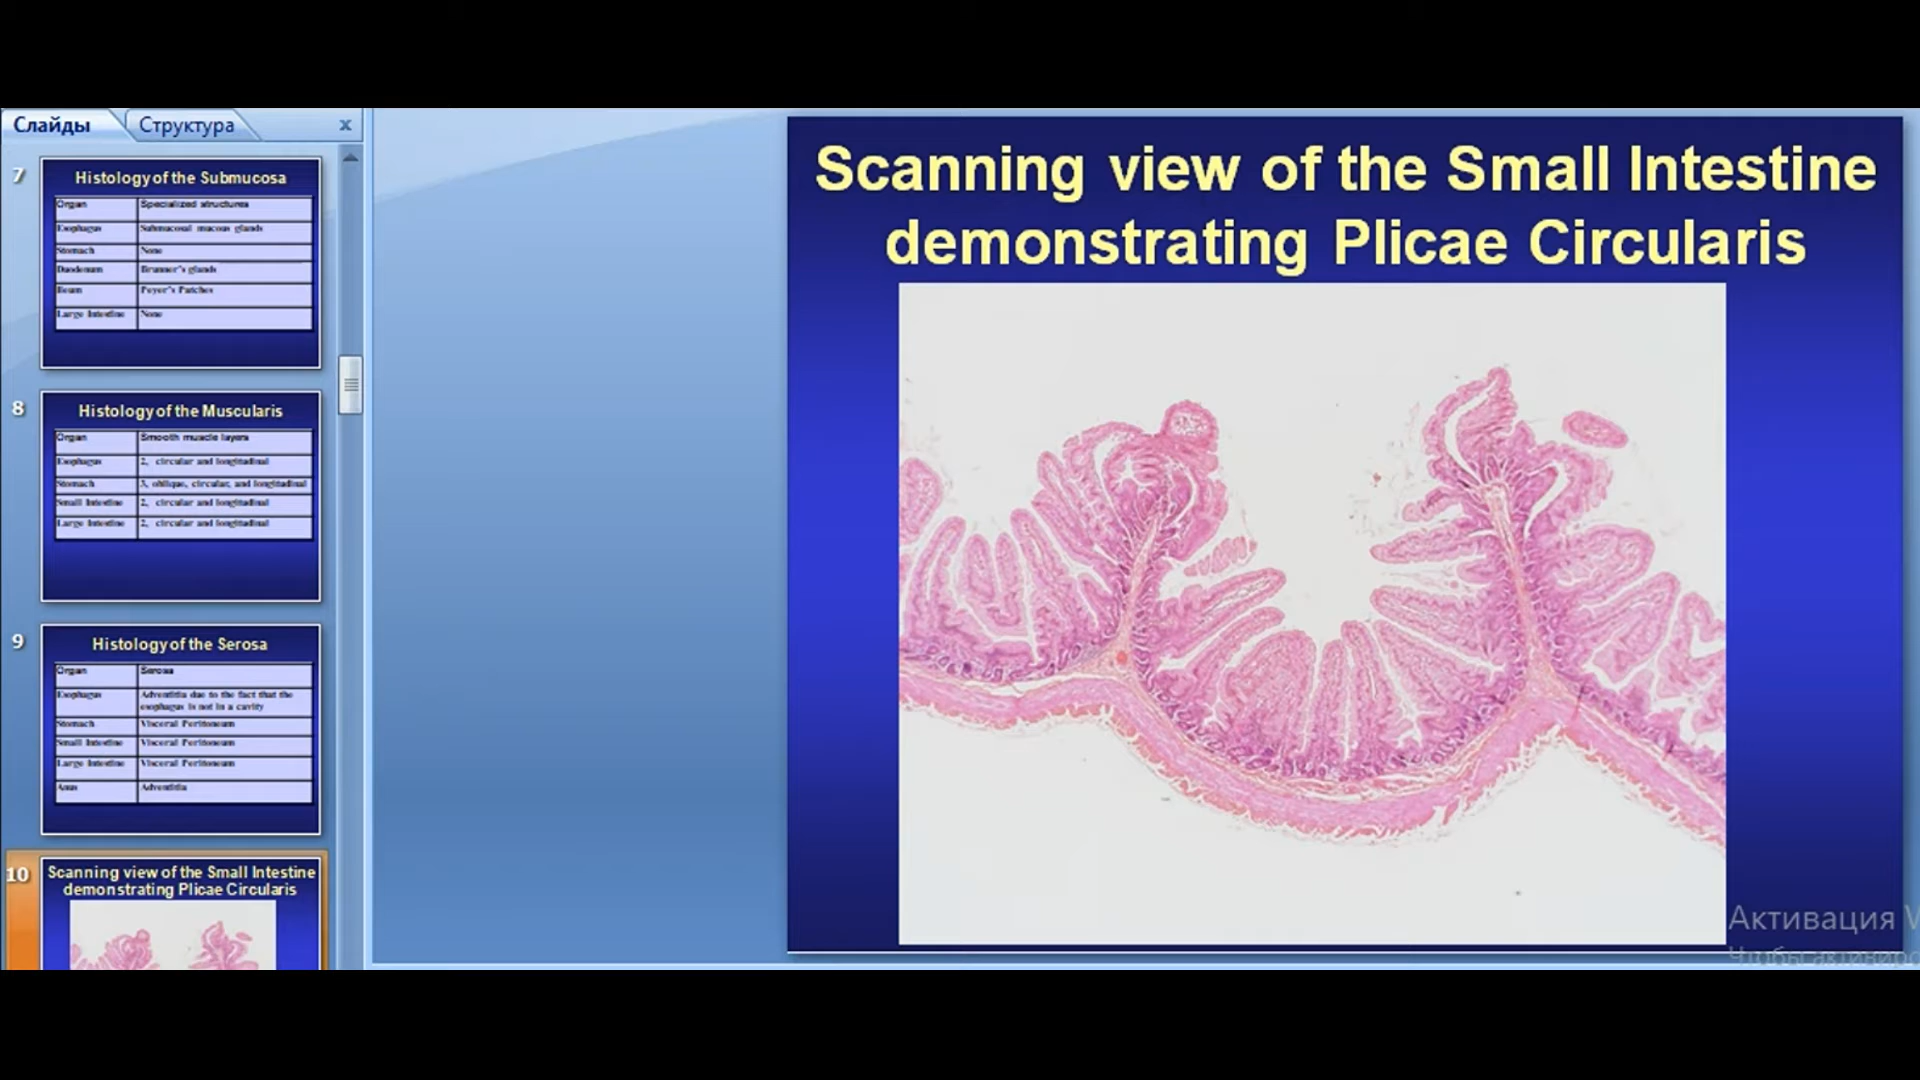 Слайды
Структура
x
7
Histology of the Submucosa
Organ Specialized structures
Esophagus Submucosal mucous glands
Stomach None
Duodenum Brunner's glands
Ileum Peyer's Patches
Large Intestine None
8
Histology of the Muscularis
Organ Smooth muscle layers
Esophagus 2, circular and longitudinal
Stomach 3, oblique, circular, and longitudinal
Small Intestine 2, circular and longitudinal
Large Intestine 2, circular and longitudinal
9
Histology of the Serosa
Organ Serosa
Esophagus Adventitia due to the fact that the
esophagus is not in a cavity
Stomach Visceral Peritoneum
Small Intestine Visceral Peritoneum
Large Intestine Visceral Peritoneum
Anus Adventitia
10
Scanning view of the Small Intestine
demonstrating Plicae Circularis
Scanning view of the Small Intestine
demonstrating Plicae Circularis
Активация
Чтобы